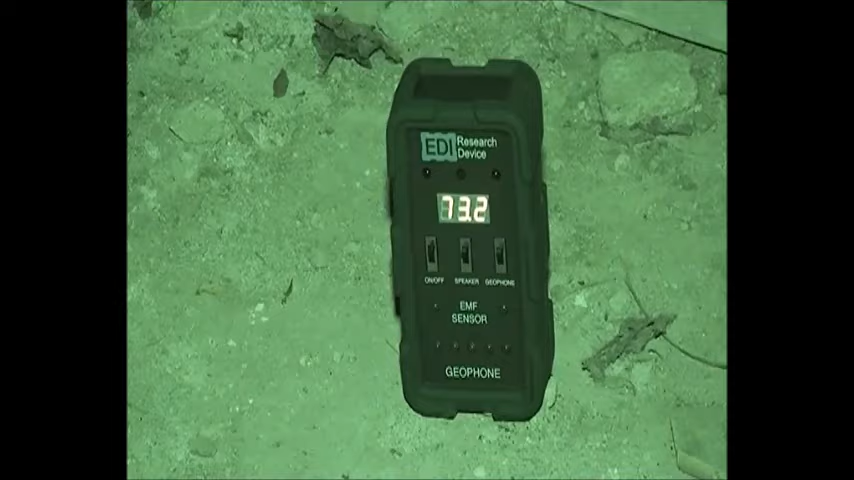 EDI Research
Device
73.2
ON/OFF SPEAKER GEOPHONE
EMF
SENSOR
GEOPHONE